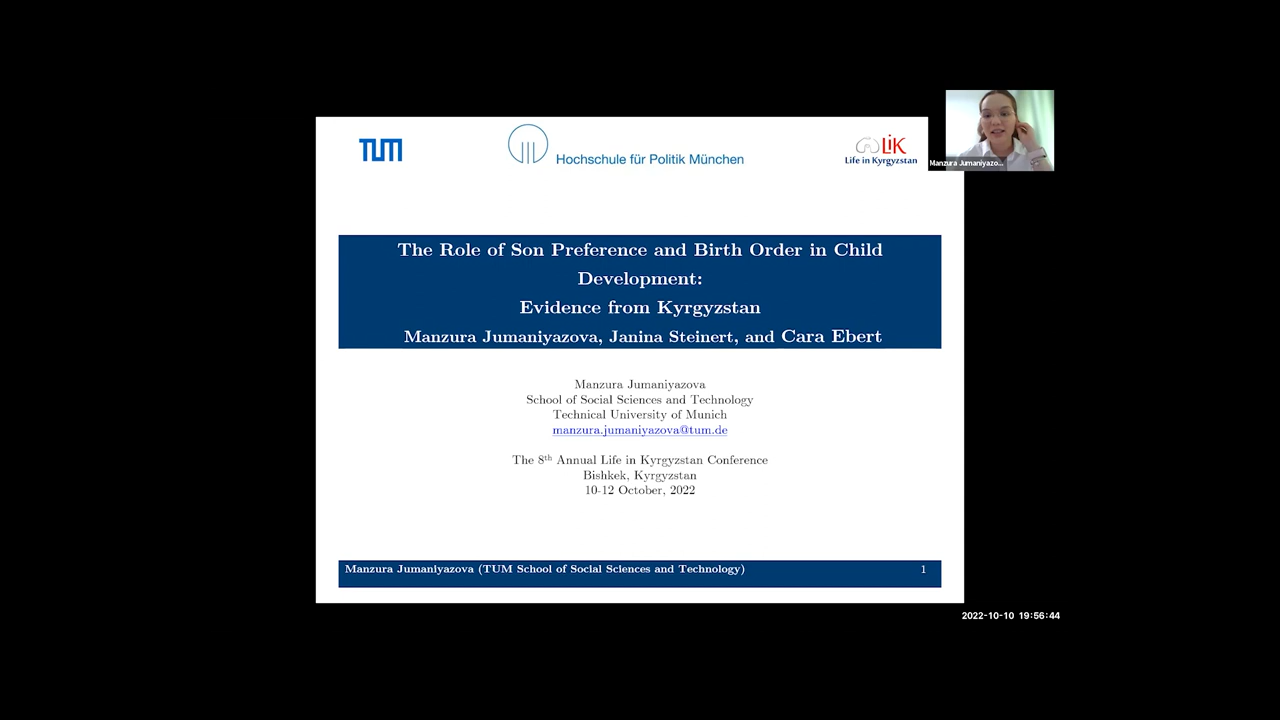 TUM
Hochschule für Politik München
LiK
Life in Kyrgyzstan
Manzura Jumaniyazo...
The Role of Son Preference and Birth Order in Child
Development:
Evidence from Kyrgyzstan
Manzura Jumaniyazova, Janina Steinert, and Cara Ebert
Manzura Jumaniyazova
School of Social Sciences and Technology
Technical University of Munich
manzura.jumaniyazova@tum.de
The 8th Annual Life in Kyrgyzstan Conference
Bishkek, Kyrgyzstan
10-12 October, 2022
Manzura Jumaniyazova (TUM School of Social Sciences and Technology) 1
2022-10-10 19:56:44